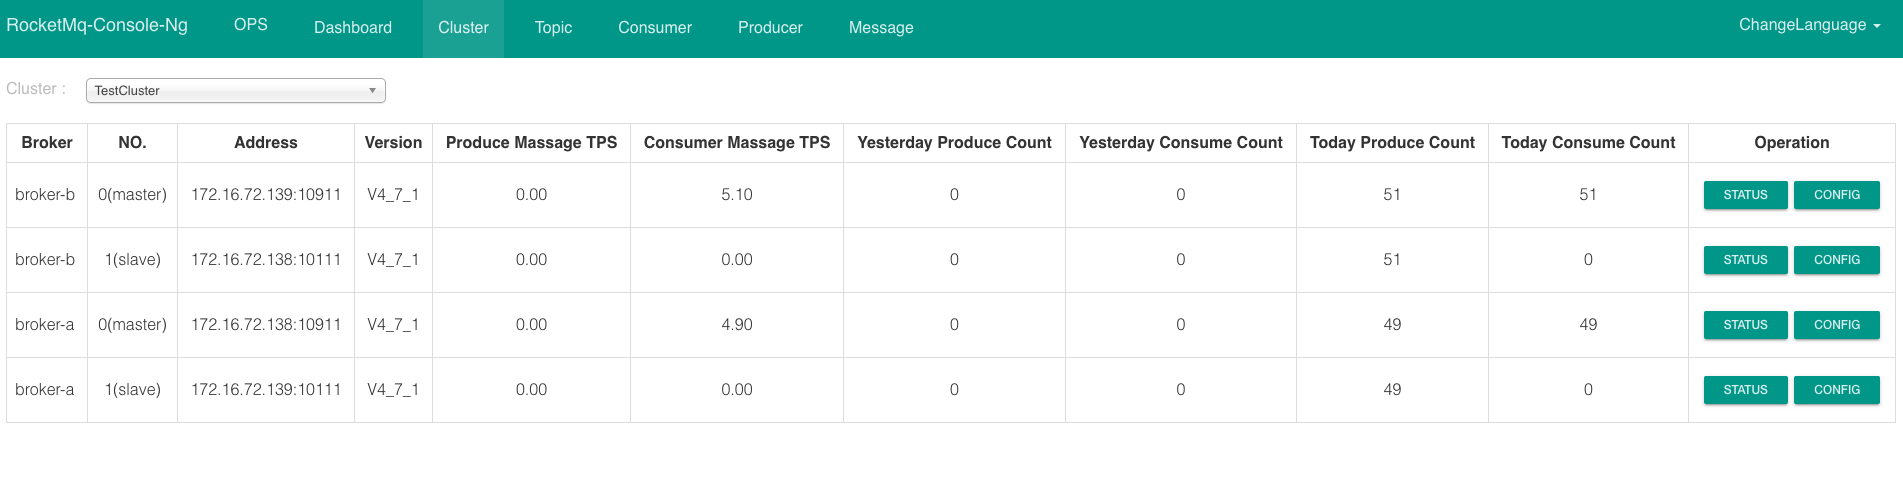 RocketMq-Console-Ng OPS Dashboard Cluster Topic Consumer Producer Message ChangeLanguage
Cluster : TestCluster
Broker NO. Address Version Produce Massage TPS Consumer Massage TPS Yesterday Produce Count Yesterday Consume Count Today Produce Count Today Consume Count Operation
broker-b 0(master) 172.16.72.139:10911 V4_7_1 0.00 5.10 0 0 51 51 STATUS CONFIG
broker-b 1(slave) 172.16.72.138:10111 V4_7_1 0.00 0.00 0 0 51 0 STATUS CONFIG
broker-a 0(master) 172.16.72.138:10911 V4_7_1 0.00 4.90 0 0 49 49 STATUS CONFIG
broker-a 1(slave) 172.16.72.139:10111 V4_7_1 0.00 0.00 0 0 49 0 STATUS CONFIG